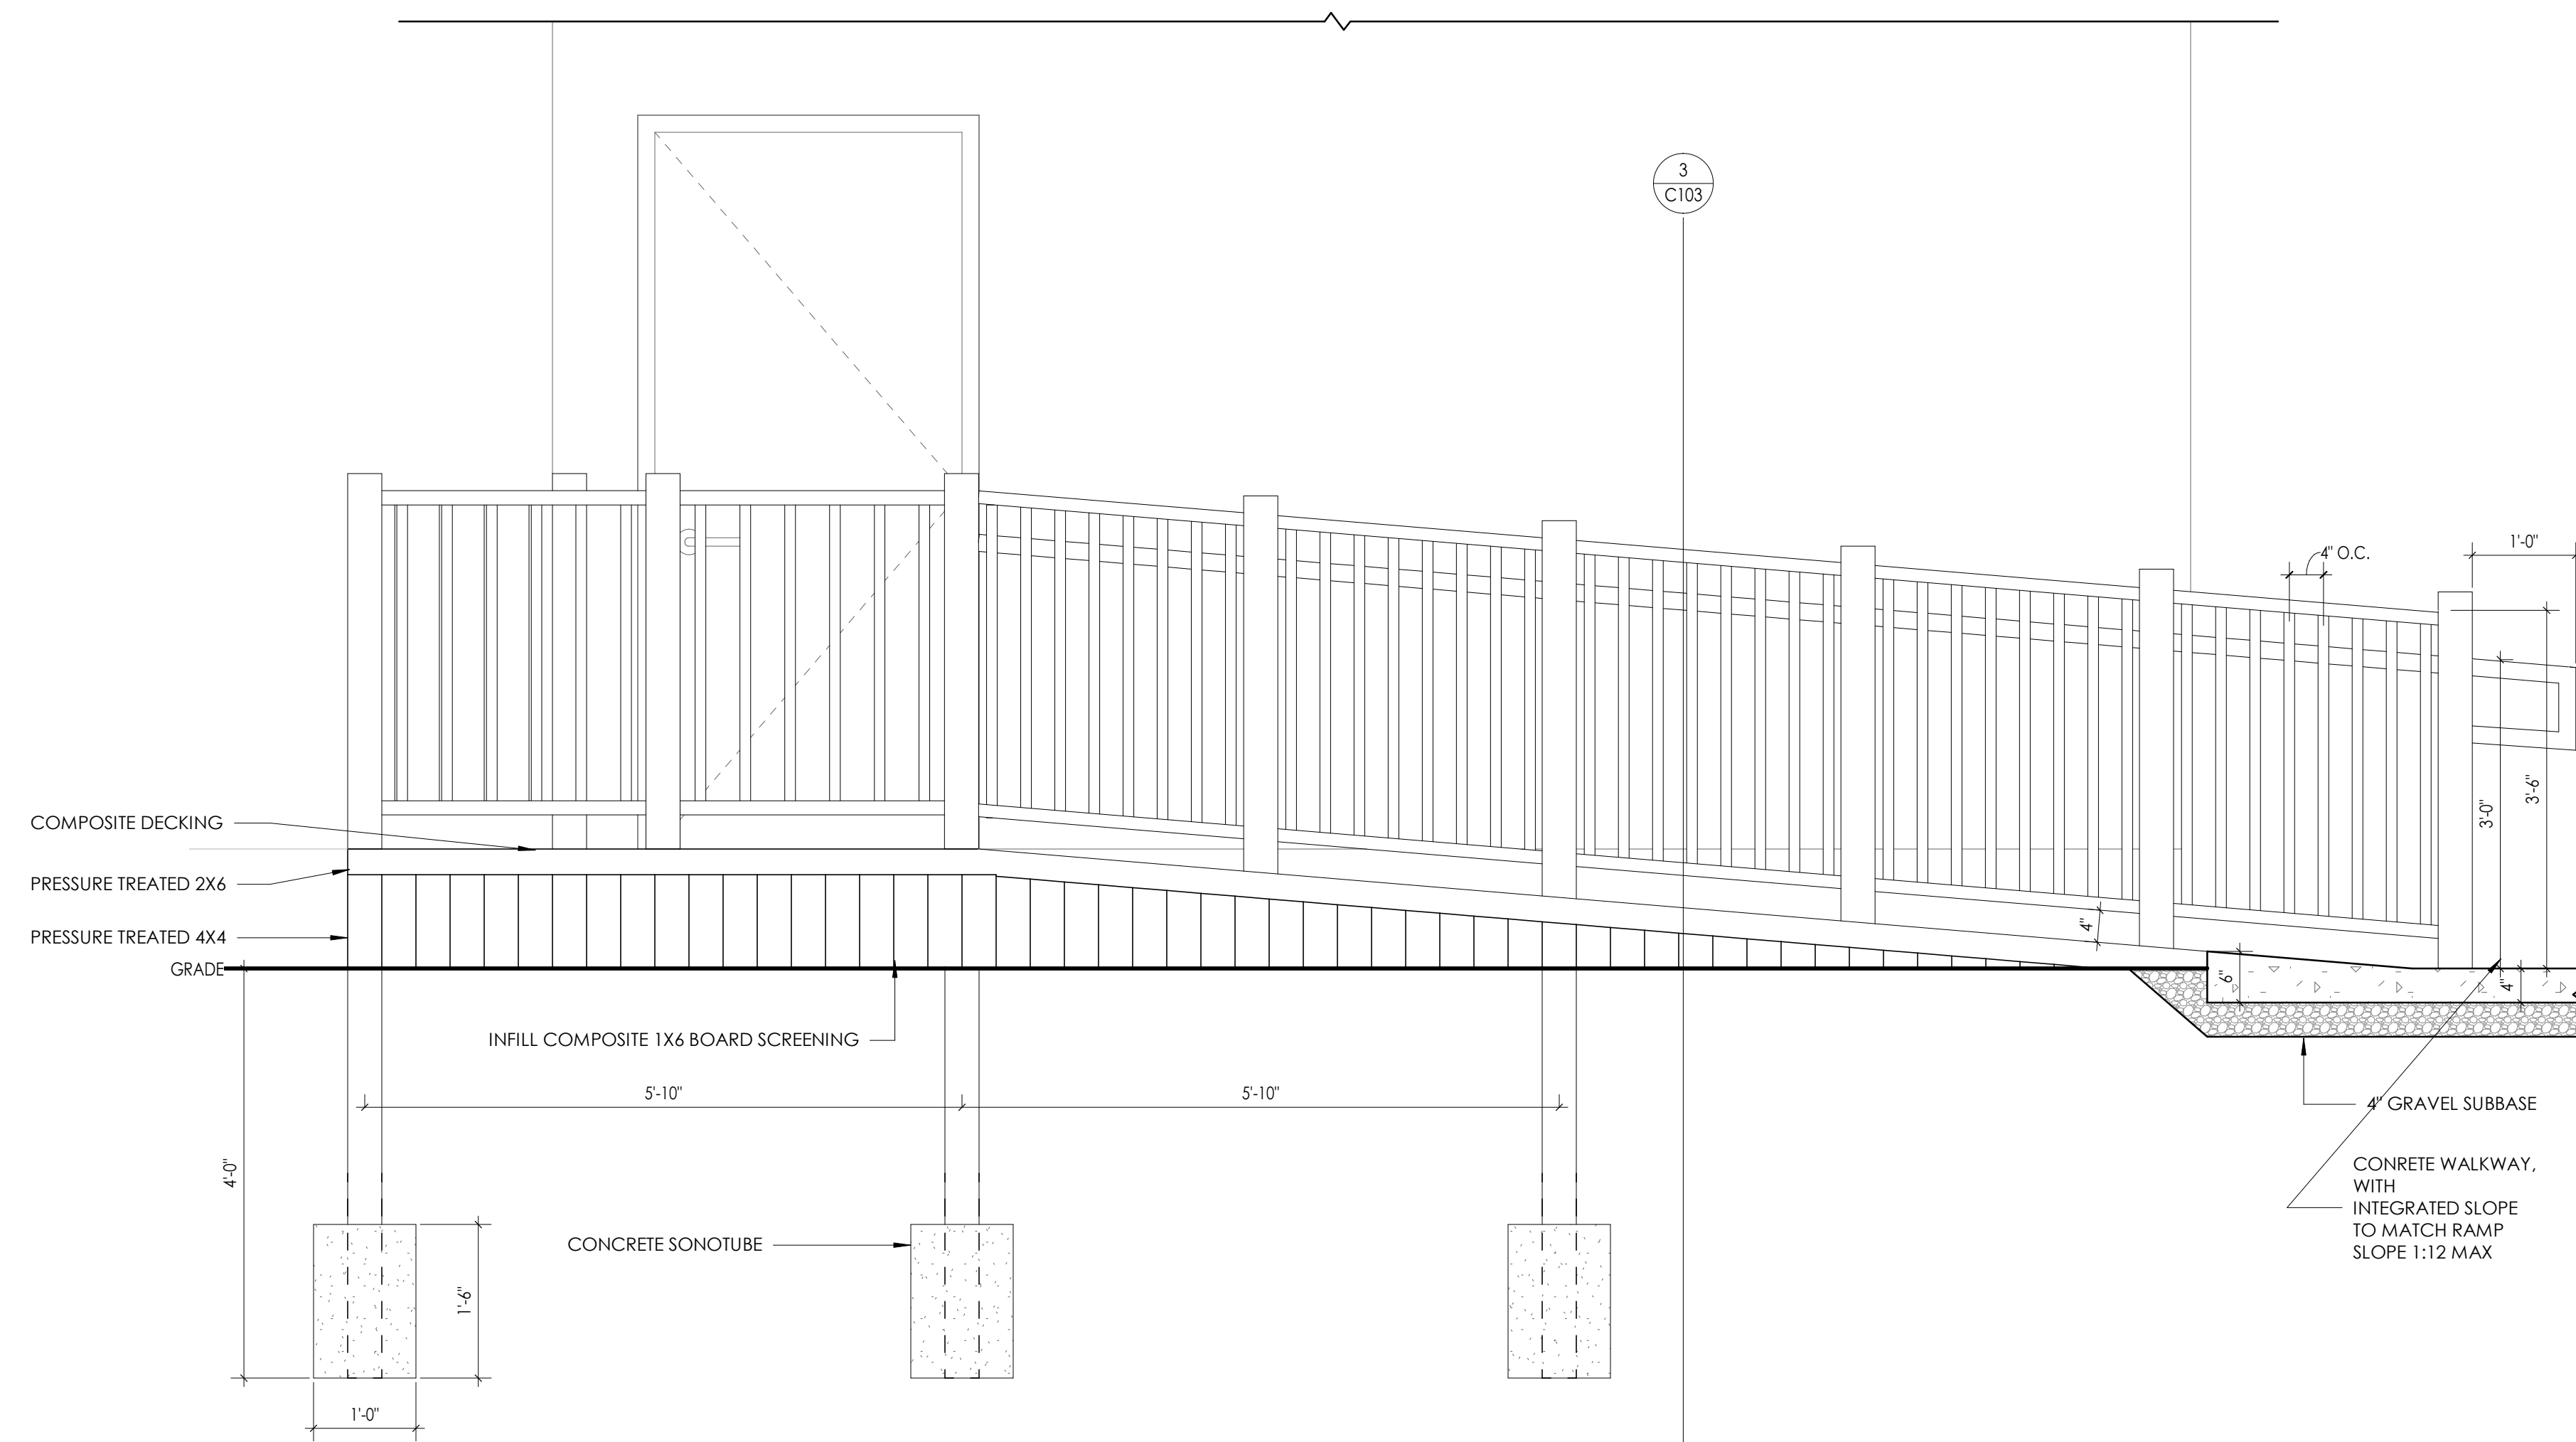 3
C103
4" O.C.
1'-0"
3'-6"
3'-0"
COMPOSITE DECKING
PRESSURE TREATED 2X6
4"
PRESSURE TREATED 4X4
GRADE
6"
4"
INFILL COMPOSITE 1X6 BOARD SCREENING
5'-10"
5'-10"
4" GRAVEL SUBBASE
4'-0"
CONRETE WALKWAY,
WITH
INTEGRATED SLOPE
TO MATCH RAMP
SLOPE 1:12 MAX
CONCRETE SONOTUBE
1'-6"
1'-0"